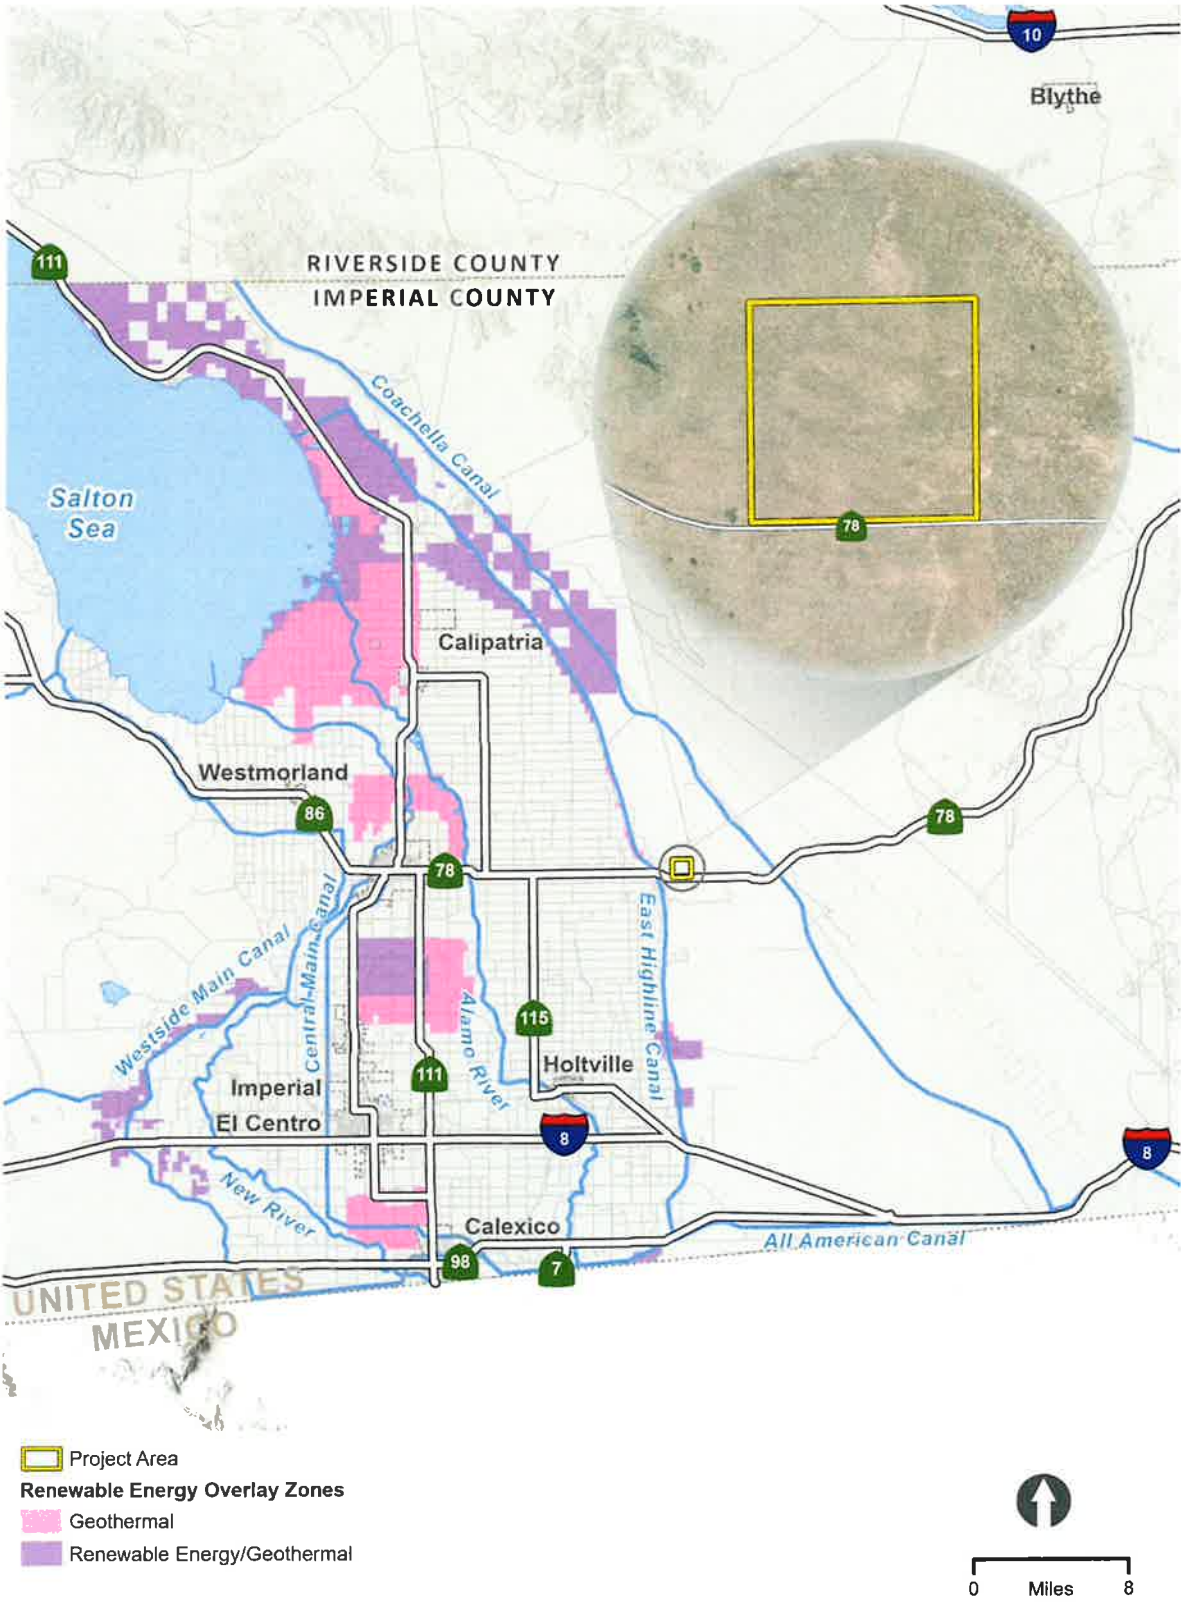 10
Blythe
111
RIVERSIDE COUNTY
IMPERIAL COUNTY
Coachella Canal
Salton
Sea
78
Calipatria
Westmorland
86
78
78
East Highline Canal
Central Main Canal
Westside Main Canal
Alamo River
115
Holtville
111
Imperial
El Centro
8
8
New River
Calexico
All American Canal
98
7
UNITED STATES
MEXICO
Project Area
Renewable Energy Overlay Zones
Geothermal
Renewable Energy/Geothermal
0 Miles 8